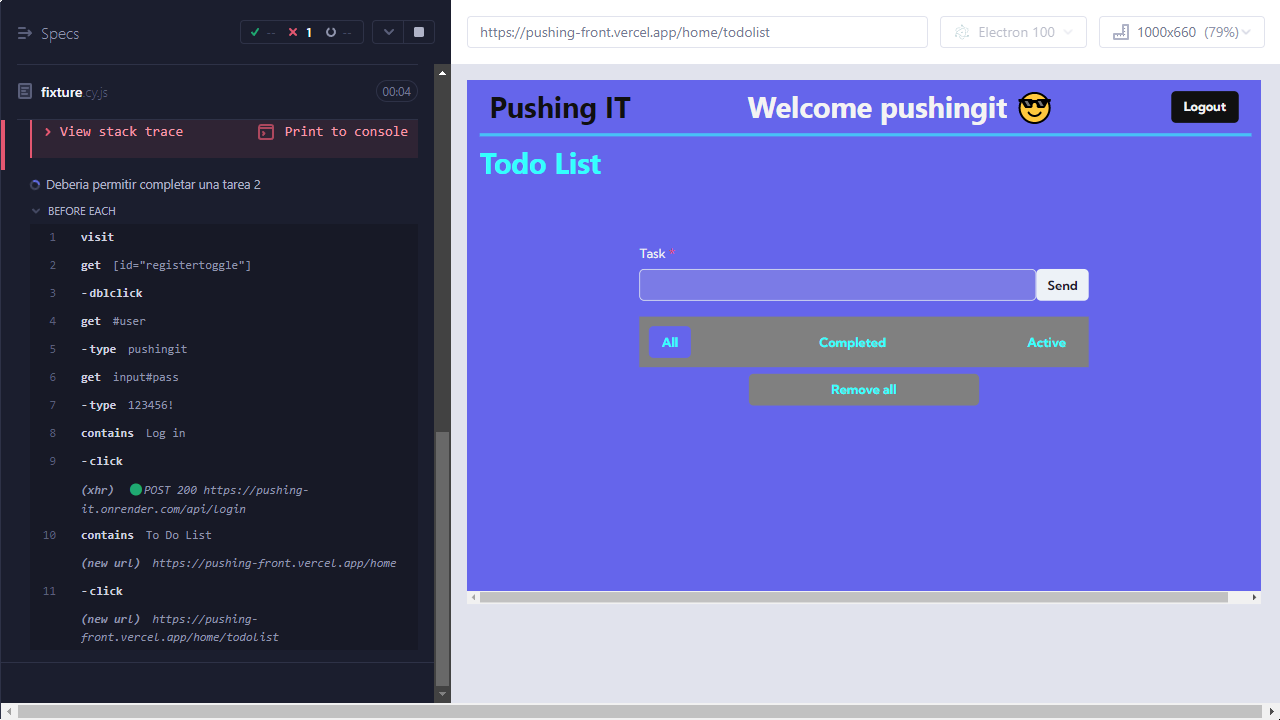 Specs
-- 1 --
fixture.cy.js
00:04
View stack trace
Print to console
Deberia permitir completar una tarea 2
BEFORE EACH
1 visit
2 get [id="registertoggle"]
3 -dblclick
4 get #user
5 -type pushingit
6 get input#pass
7 -type 123456!
8 contains Log in
9 -click
(xhr) POST 200 https://pushing-
it.onrender.com/api/login
10 contains To Do List
(new url) https://pushing-front.vercel.app/home
11 -click
(new url) https://pushing-
front.vercel.app/home/todolist
https://pushing-front.vercel.app/home/todolist
Electron 100
1000x660 (79%)
Pushing IT
Welcome pushingit 😎
Logout
Todo List
Task *
Send
All
Completed
Active
Remove all